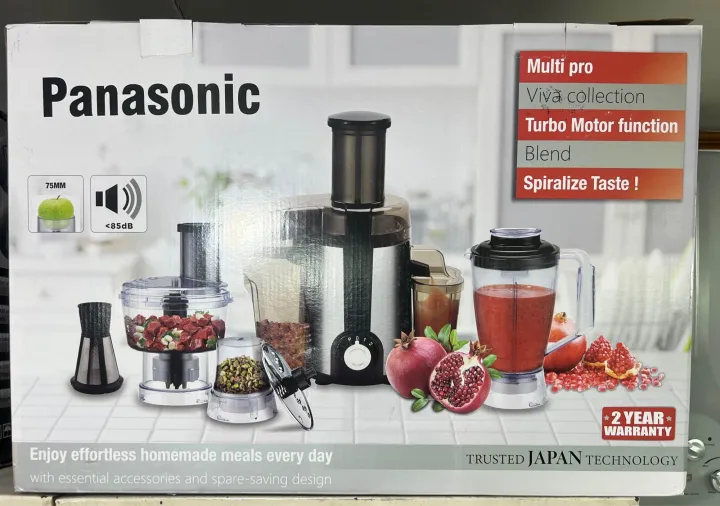 Panasonic
Multi pro
Viva collection
Turbo Motor function
Blend
Spiralize Taste !
75MM
<85dB
2 YEAR
WARRANTY
Enjoy effortless homemade meals every day
with essential accessories and spare-saving design
TRUSTED JAPAN TECHNOLOGY